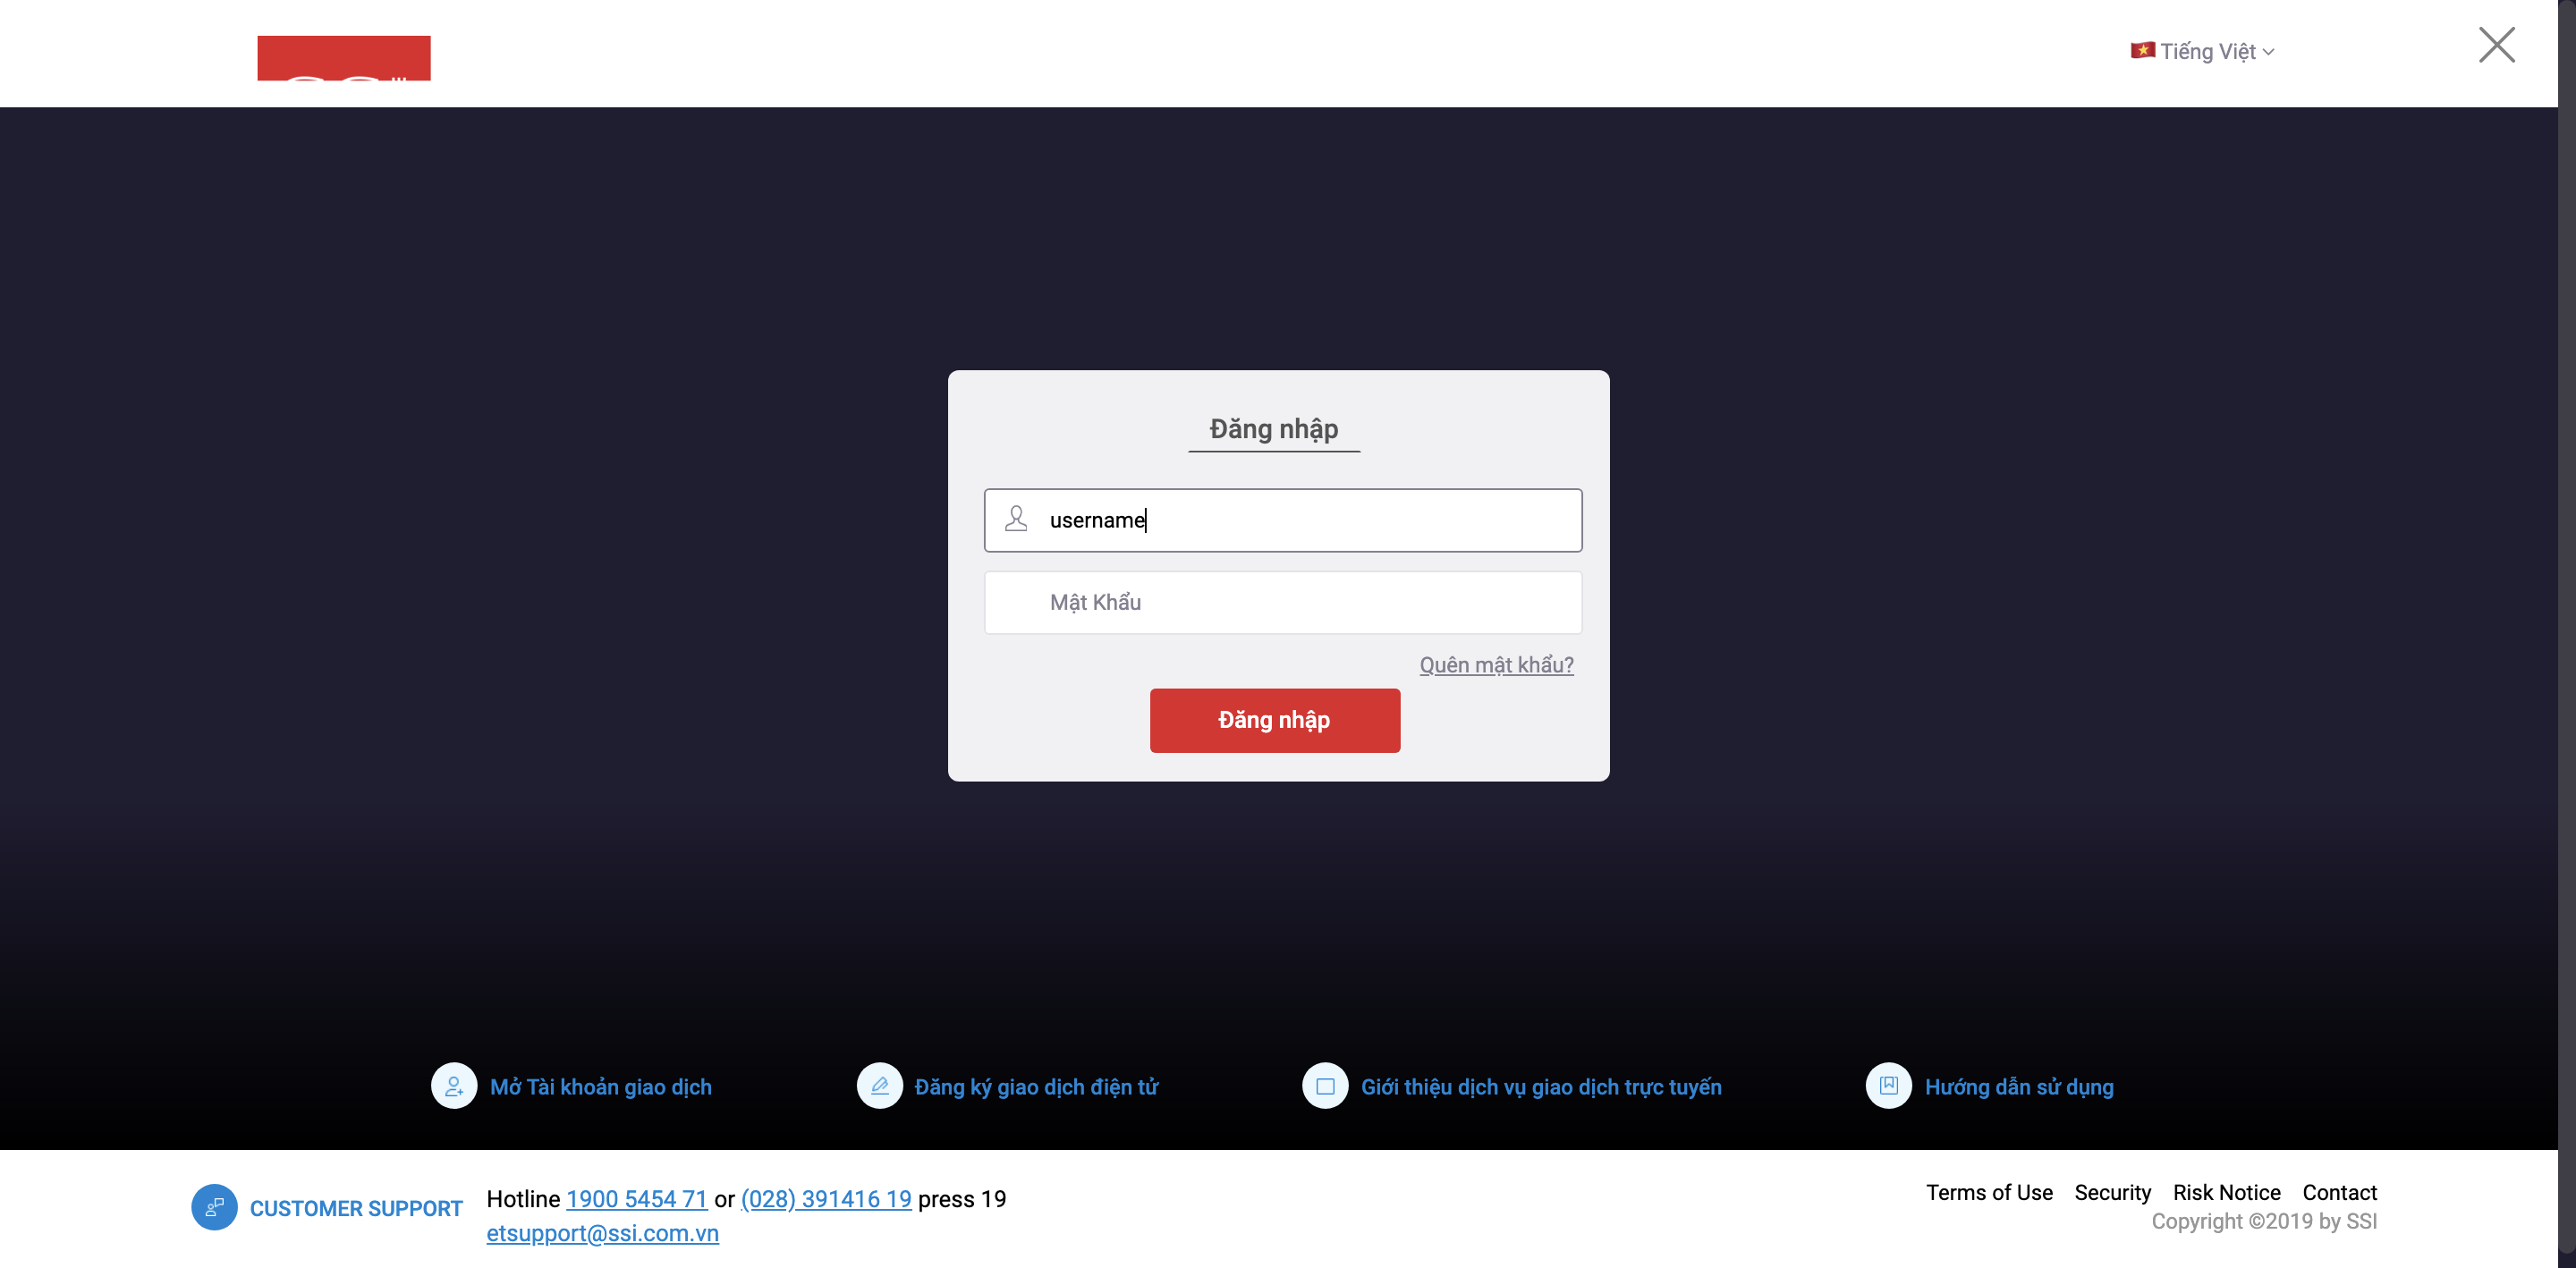 Tiếng Việt
Đăng nhập
username
Mật Khẩu
Quên mật khẩu?
Đăng nhập
Mở Tài khoản giao dịch
Đăng ký giao dịch điện tử
Giới thiệu dịch vụ giao dịch trực tuyến
Hướng dẫn sử dụng
CUSTOMER SUPPORT
Hotline 1900 5454 71 or (028) 391416 19 press 19
etsupport@ssi.com.vn
Terms of Use Security Risk Notice Contact
Copyright ©2019 by SSI